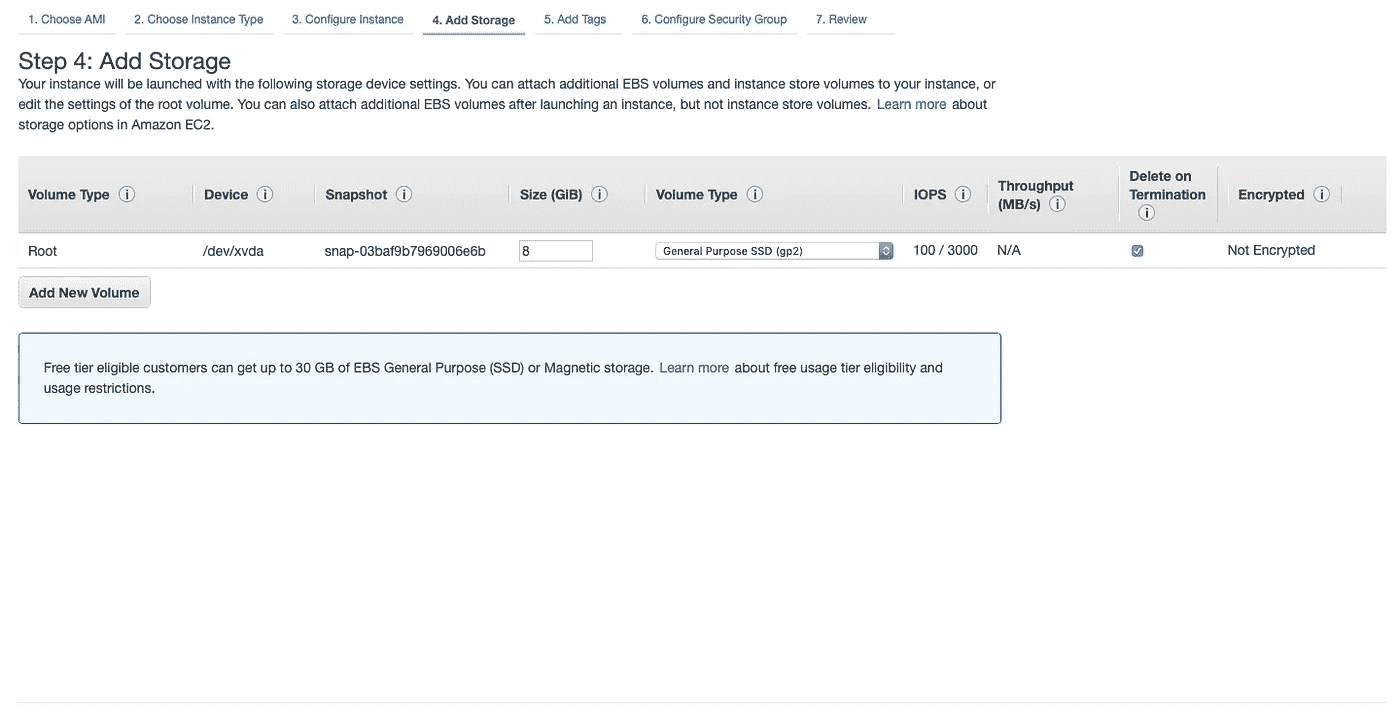 1. Choose AMI 2. Choose Instance Type 3. Configure Instance 4. Add Storage 5. Add Tags 6. Configure Security Group 7. Review
Step 4: Add Storage
Your instance will be launched with the following storage device settings. You can attach additional EBS volumes and instance store volumes to your instance, or
edit the settings of the root volume. You can also attach additional EBS volumes after launching an instance, but not instance store volumes. Learn more about
storage options in Amazon EC2.
Volume Type i Device i Snapshot i Size (GiB) i Volume Type i IOPS i Throughput (MB/s) i Delete on Termination i Encrypted i
Root /dev/xvda snap-03baf9b7969006e6b 8 General Purpose SSD (gp2) 100 / 3000 N/A Not Encrypted
Add New Volume
Free tier eligible customers can get up to 30 GB of EBS General Purpose (SSD) or Magnetic storage. Learn more about free usage tier eligibility and
usage restrictions.